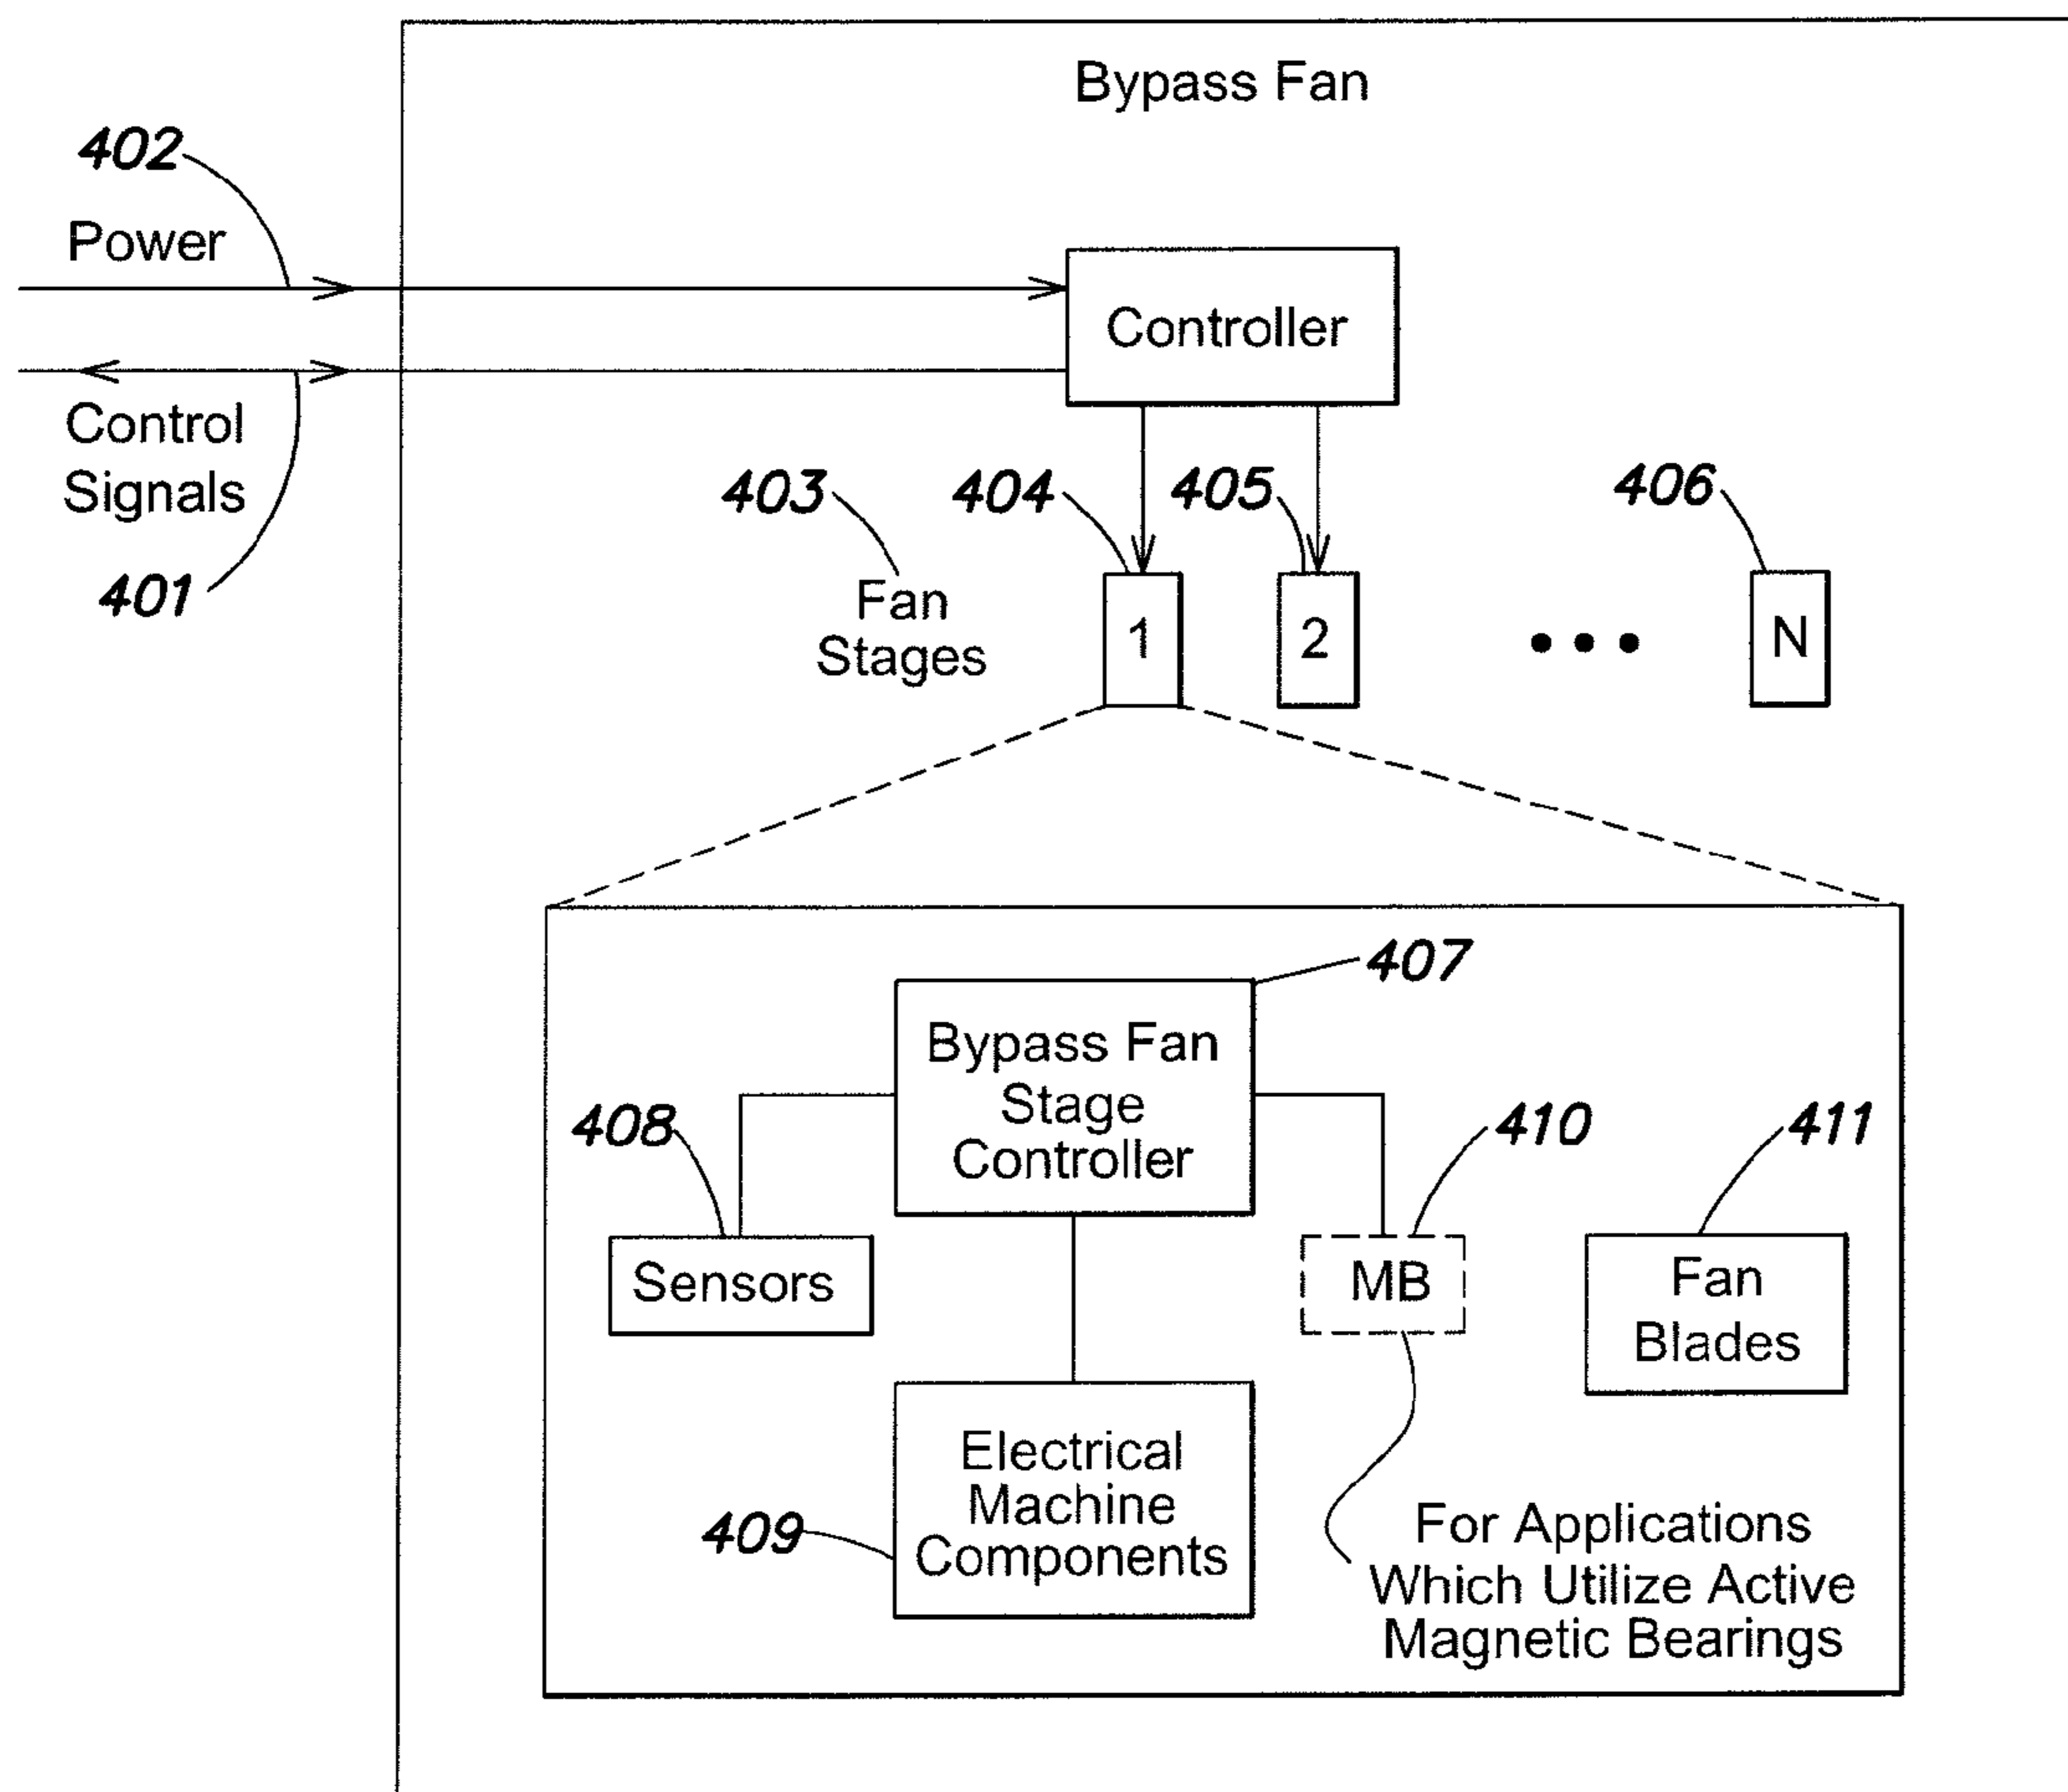 Bypass Fan
402
Power
Controller
Control
Signals
401
403
404
405
406
Fan
Stages
1
2
N
407
Bypass Fan
Stage
Controller
408
410
411
Sensors
MB
Fan
Blades
409
Electrical
Machine
Components
For Applications
Which Utilize Active
Magnetic Bearings